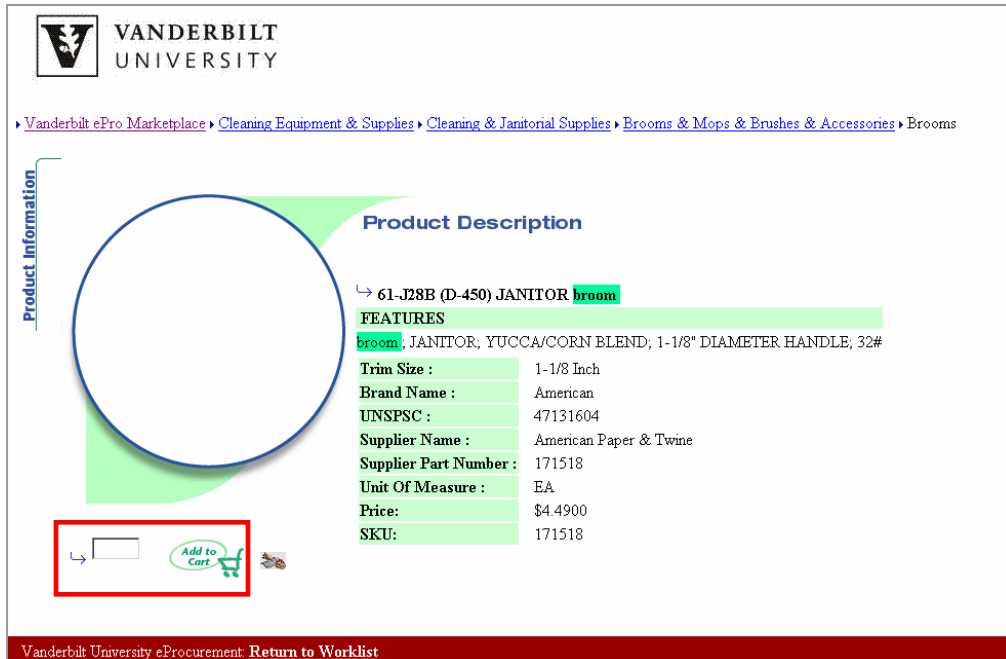 VANDERBILT
UNIVERSITY
Vanderbilt ePro Marketplace Cleaning Equipment & Supplies Cleaning & Janitorial Supplies Brooms & Mops & Brushes & Accessories Brooms
Product Information
Product Description
61-J28B (D-450) JANITOR broom
FEATURES
broom ; JANITOR; YUCCA/CORN BLEND; 1-1/8" DIAMETER HANDLE; 32#
Trim Size : 1-1/8 Inch
Brand Name : American
UNSPSC : 47131604
Supplier Name : American Paper & Twine
Supplier Part Number : 171518
Unit Of Measure : EA
Price: $4.4900
SKU: 171518
Add to
Cart
Vanderbilt University eProcurement: Return to Worklist